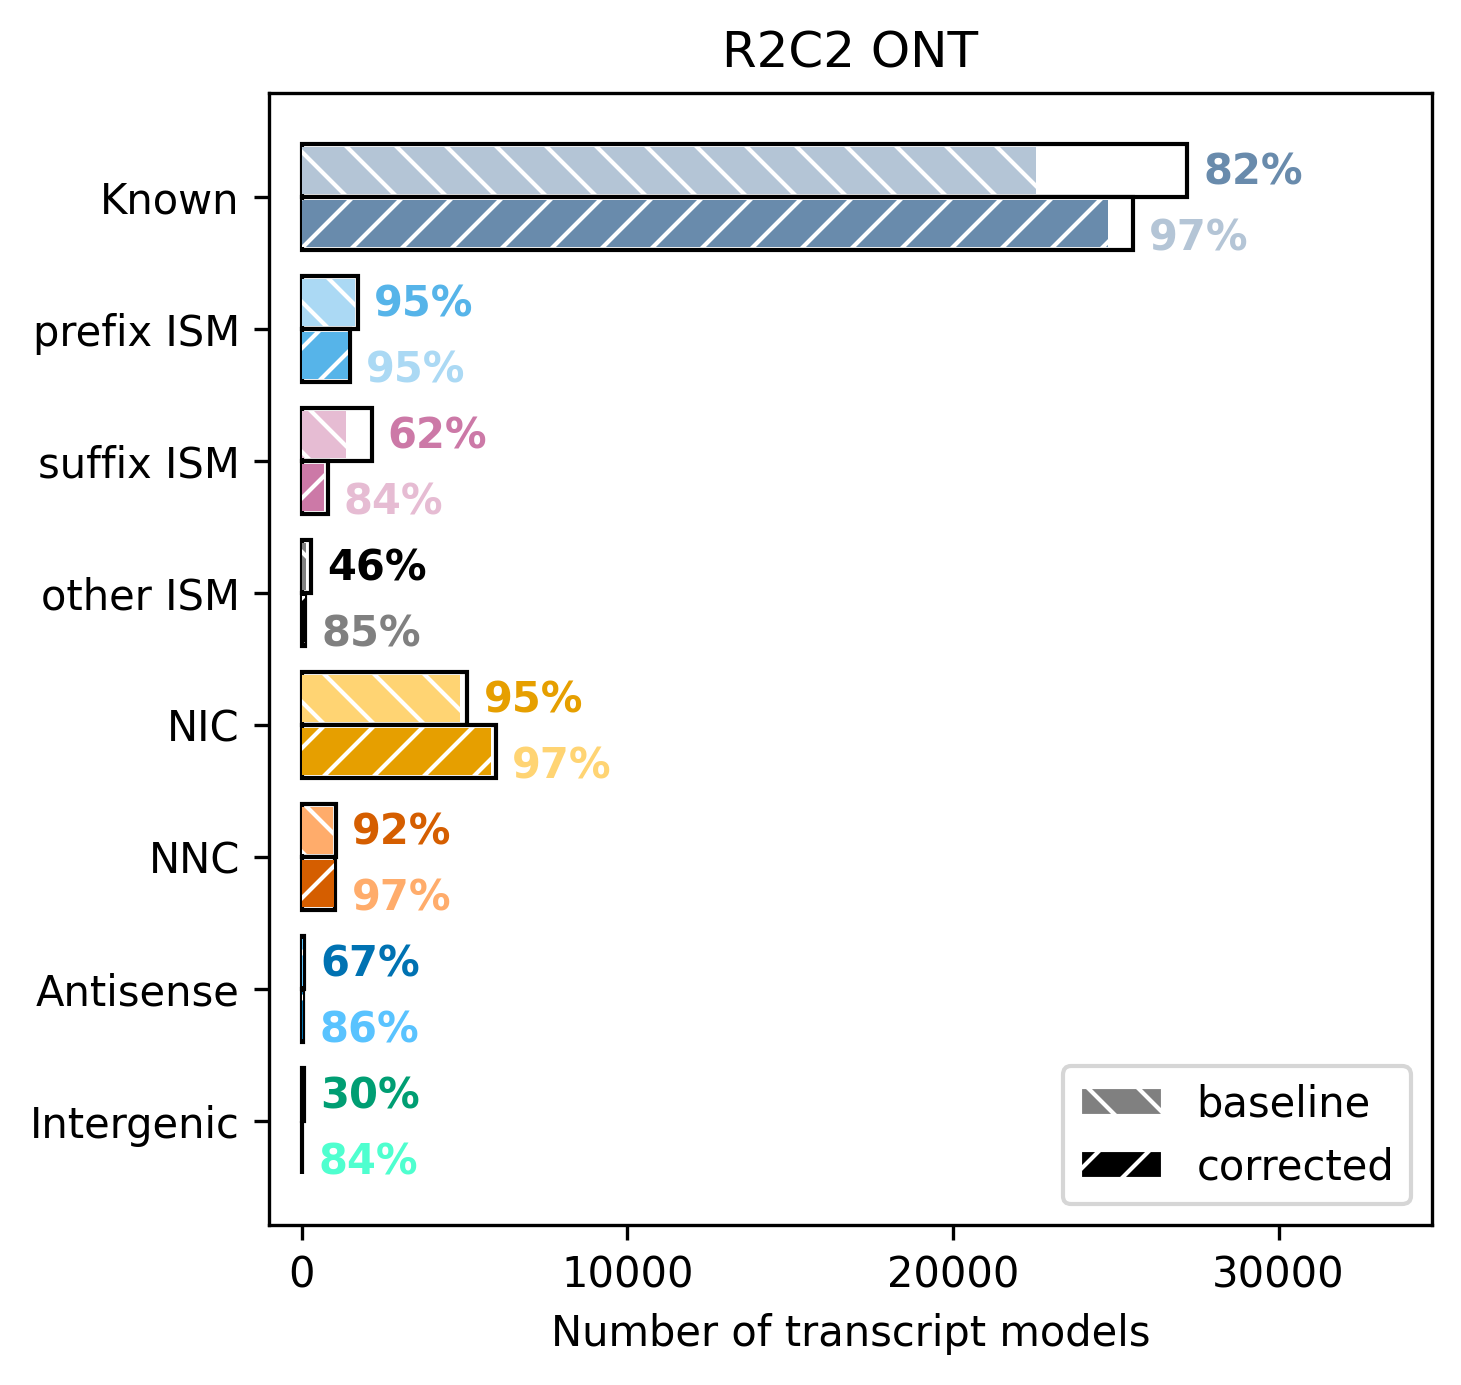 R2C2 ONT
Known
82%
97%
prefix ISM
95%
95%
suffix ISM
62%
84%
other ISM
46%
85%
NIC
95%
97%
NNC
92%
97%
Antisense
67%
86%
Intergenic
30%
84%
baseline
corrected
0 10000 20000 30000
Number of transcript models